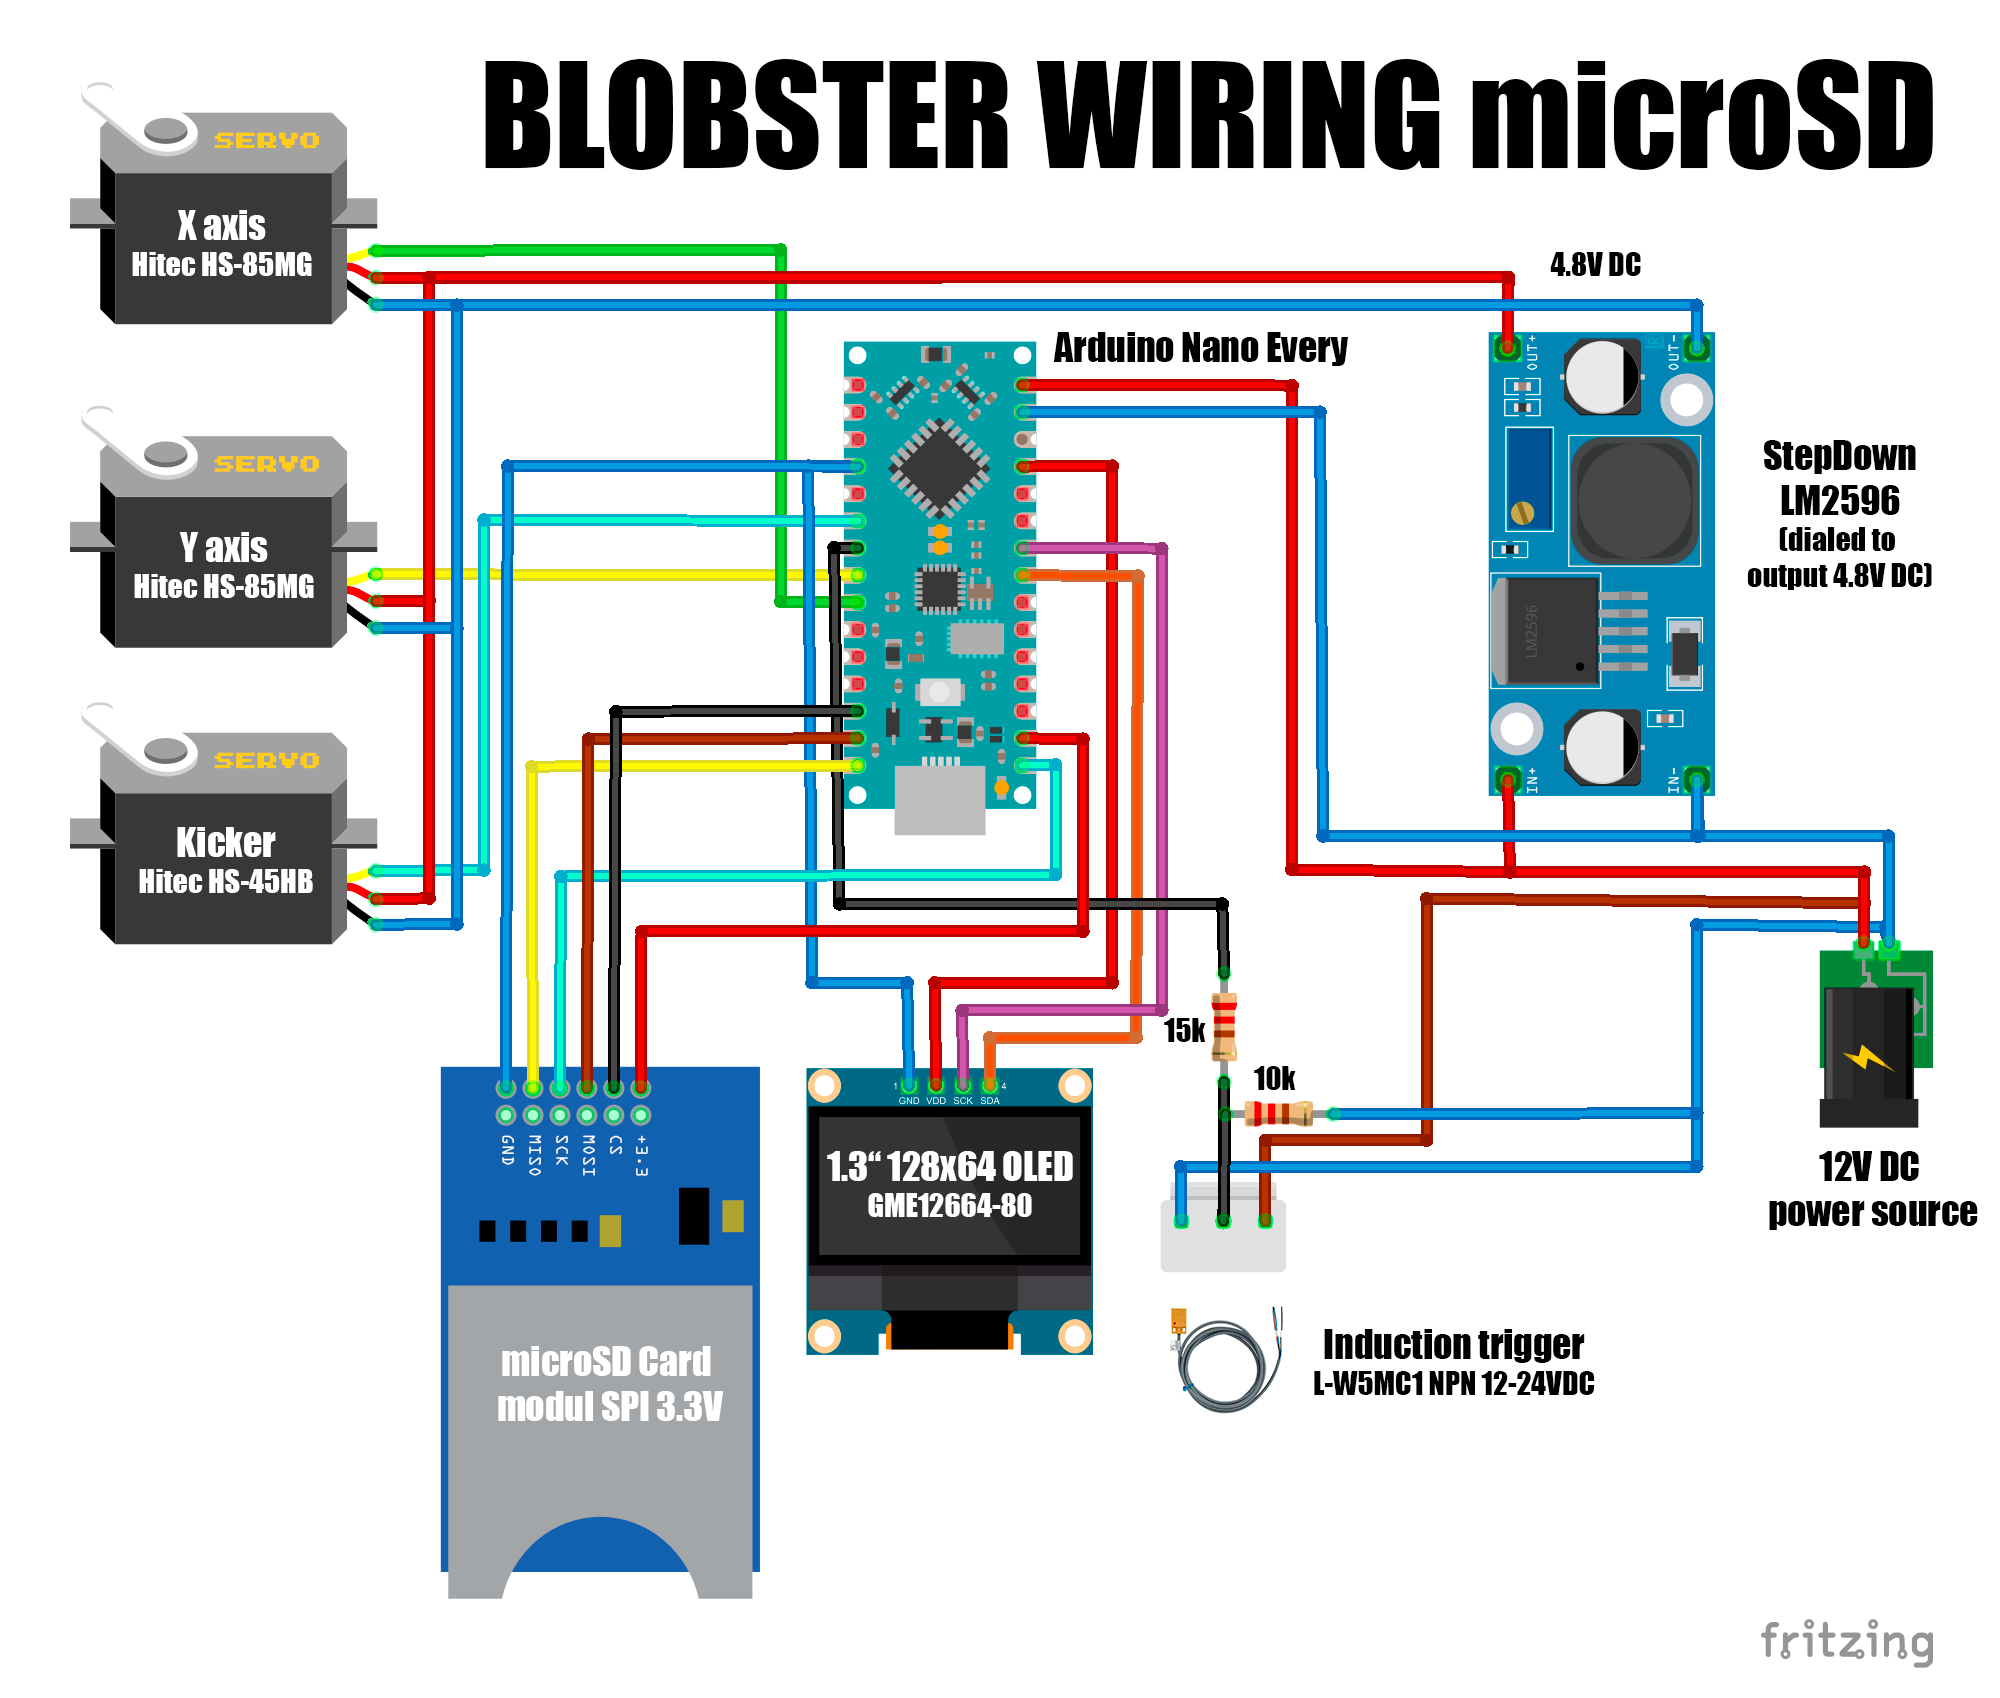 BLOBSTER WIRING microSD
SERVO
X axis
Hitec HS-85MG
4.8V DC
OUT+
OUT-
Arduino Nano Every
SERVO
Y axis
Hitec HS-85MG
StepDown
LM2596
(dialed to
output 4.8V DC)
LM2596
SERVO
Kicker
Hitec HS-45HB
IN+
IN-
15k
10k
1
GND VDD SCK SDA
4
GND
MISO
SCK
MOSI
CS
+3.3
1.3“ 128x64 OLED
GME12664-80
12V DC
power source
Induction trigger
L-W5MC1 NPN 12-24VDC
microSD Card
modul SPI 3.3V
fritzing